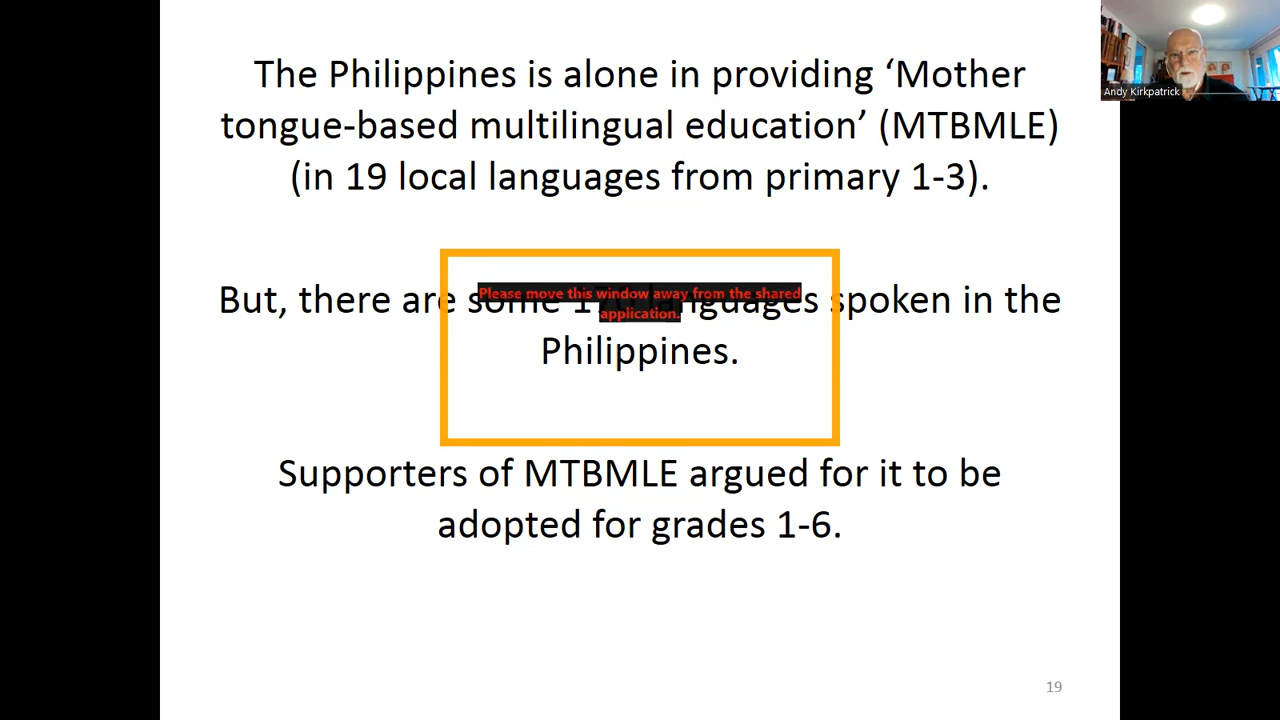 The Philippines is alone in providing ‘Mother
tongue-based multilingual education’ (MTBMLE)
(in 19 local languages from primary 1-3).
But, there are some languages spoken in the
Philippines.
Please move this window away from the shared
application.
Supporters of MTBMLE argued for it to be
adopted for grades 1-6.
19
Andy Kirkpatrick